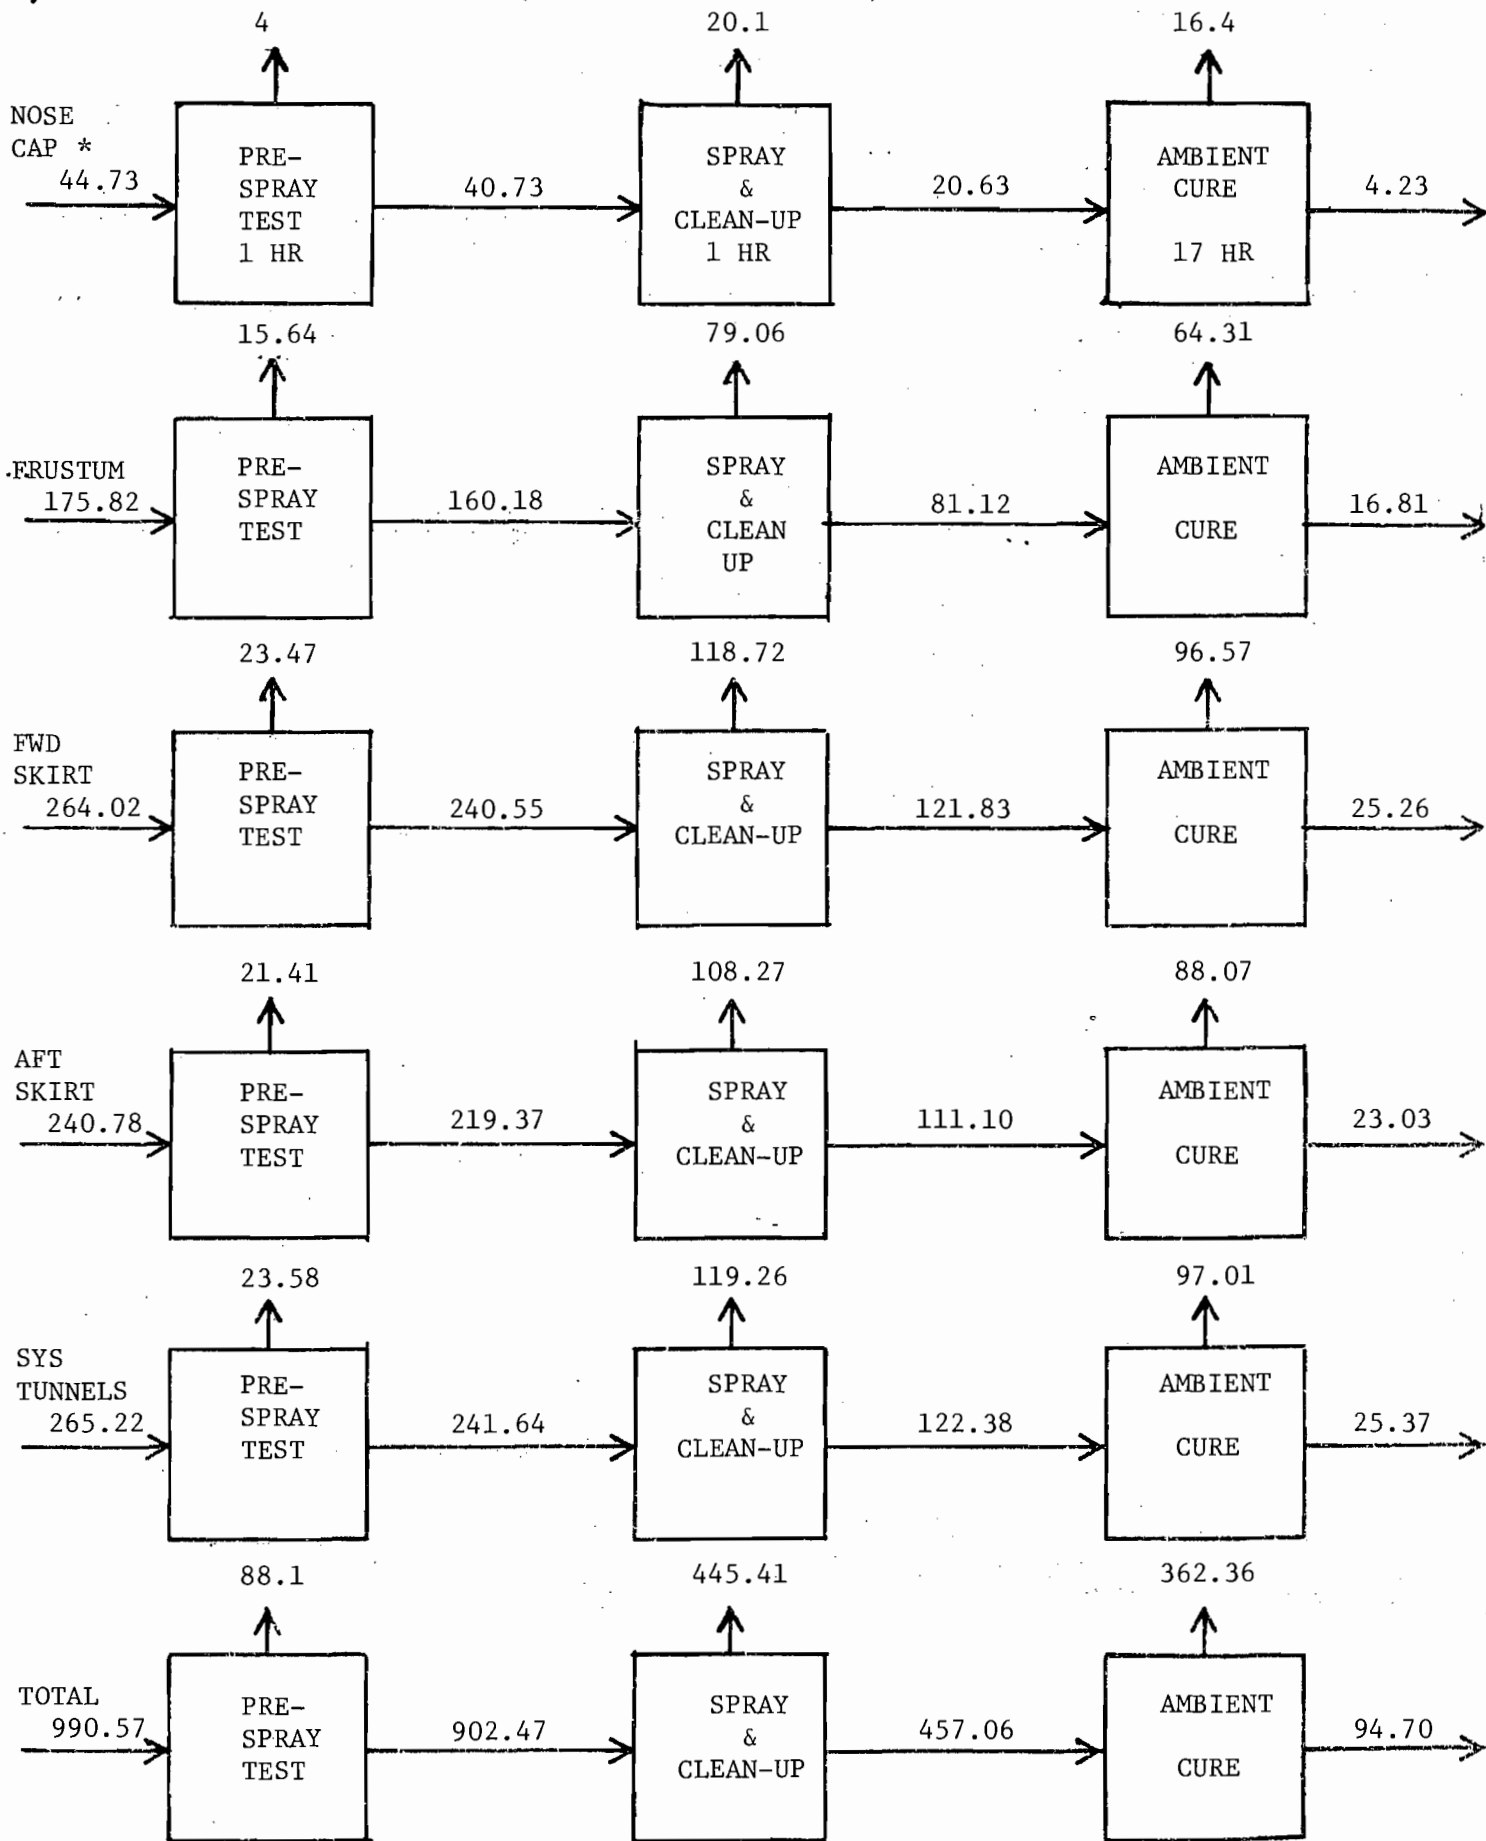 4
20.1
16.4
NOSE
CAP *
44.73
PRE-
SPRAY
TEST
1 HR
40.73
SPRAY
&
CLEAN-UP
1 HR
20.63
AMBIENT
CURE
17 HR
4.23
15.64
79.06
64.31
FRUSTUM
175.82
PRE-
SPRAY
TEST
160.18
SPRAY
&
CLEAN
UP
81.12
AMBIENT
CURE
16.81
23.47
118.72
96.57
FWD
SKIRT
264.02
PRE-
SPRAY
TEST
240.55
SPRAY
&
CLEAN-UP
121.83
AMBIENT
CURE
25.26
21.41
108.27
88.07
AFT
SKIRT
240.78
PRE-
SPRAY
TEST
219.37
SPRAY
&
CLEAN-UP
111.10
AMBIENT
CURE
23.03
23.58
119.26
97.01
SYS
TUNNELS
265.22
PRE-
SPRAY
TEST
241.64
SPRAY
&
CLEAN-UP
122.38
AMBIENT
CURE
25.37
88.1
445.41
362.36
TOTAL
990.57
PRE-
SPRAY
TEST
902.47
SPRAY
&
CLEAN-UP
457.06
AMBIENT
CURE
94.70